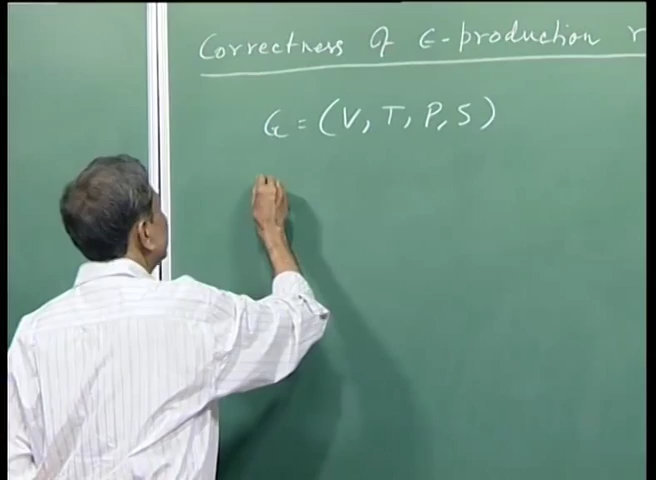 Correctness of ε-production r
G = (V, T, P, S)